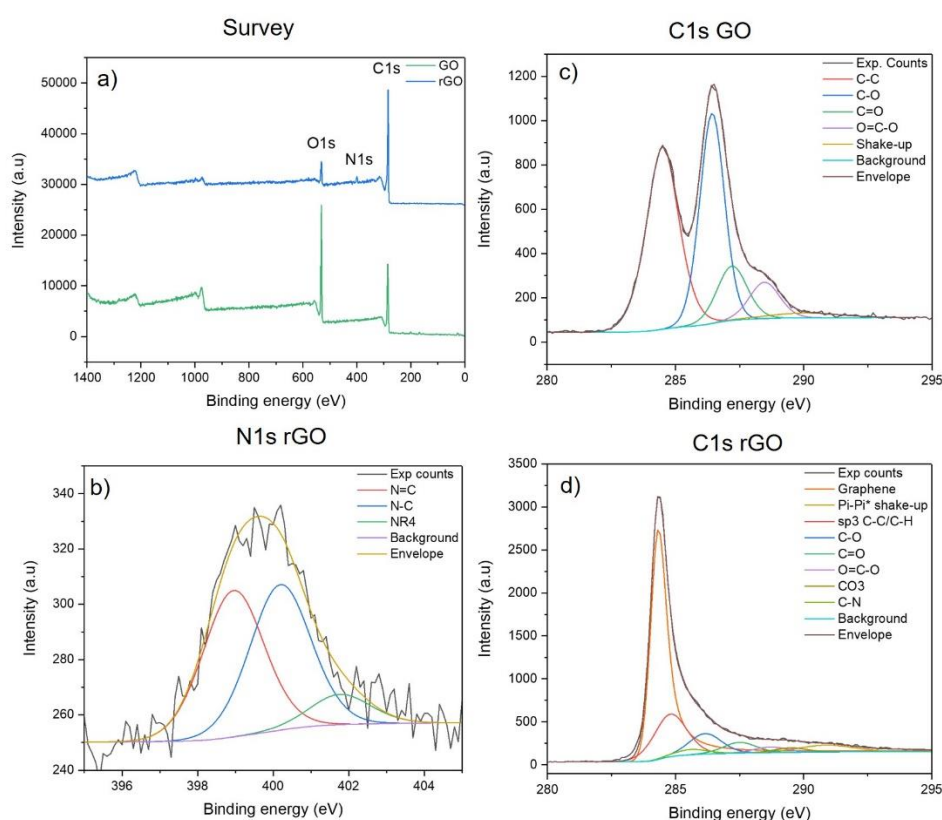 Survey
a)
GO
rGO
C1s
O1s
N1s
50000
40000
30000
20000
10000
0
1400
1200
1000
800
600
400
200
0
Intensity (a.u)
Binding energy (eV)
C1s GO
c)
Exp. Counts
C-C
C-O
C=O
O=C-O
Shake-up
Background
Envelope
1200
1000
800
600
400
200
0
280
285
290
295
Intensity (a.u)
Binding energy (eV)
N1s rGO
b)
Exp counts
N=C
N-C
NR4
Background
Envelope
340
320
300
280
260
240
396
398
400
402
404
Intensity (a.u)
Binding energy (eV)
C1s rGO
d)
Exp counts
Graphene
Pi-Pi* shake-up
sp3 C-C/C-H
C-O
C=O
O=C-O
CO3
C-N
Background
Envelope
3500
3000
2500
2000
1500
1000
500
0
280
285
290
295
Intensity (a.u)
Binding energy (eV)